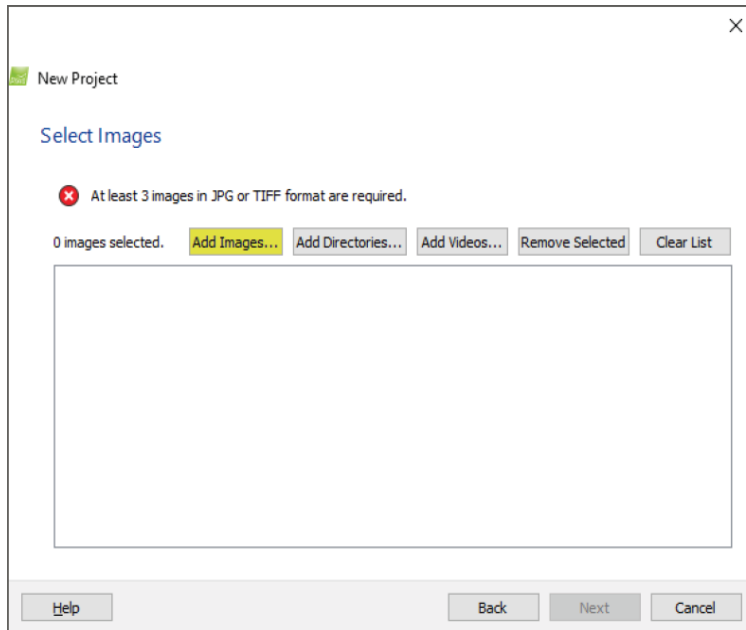 New Project
Select Images
At least 3 images in JPG or TIFF format are required.
0 images selected. Add Images... Add Directories... Add Videos... Remove Selected Clear List
Help Back Next Cancel